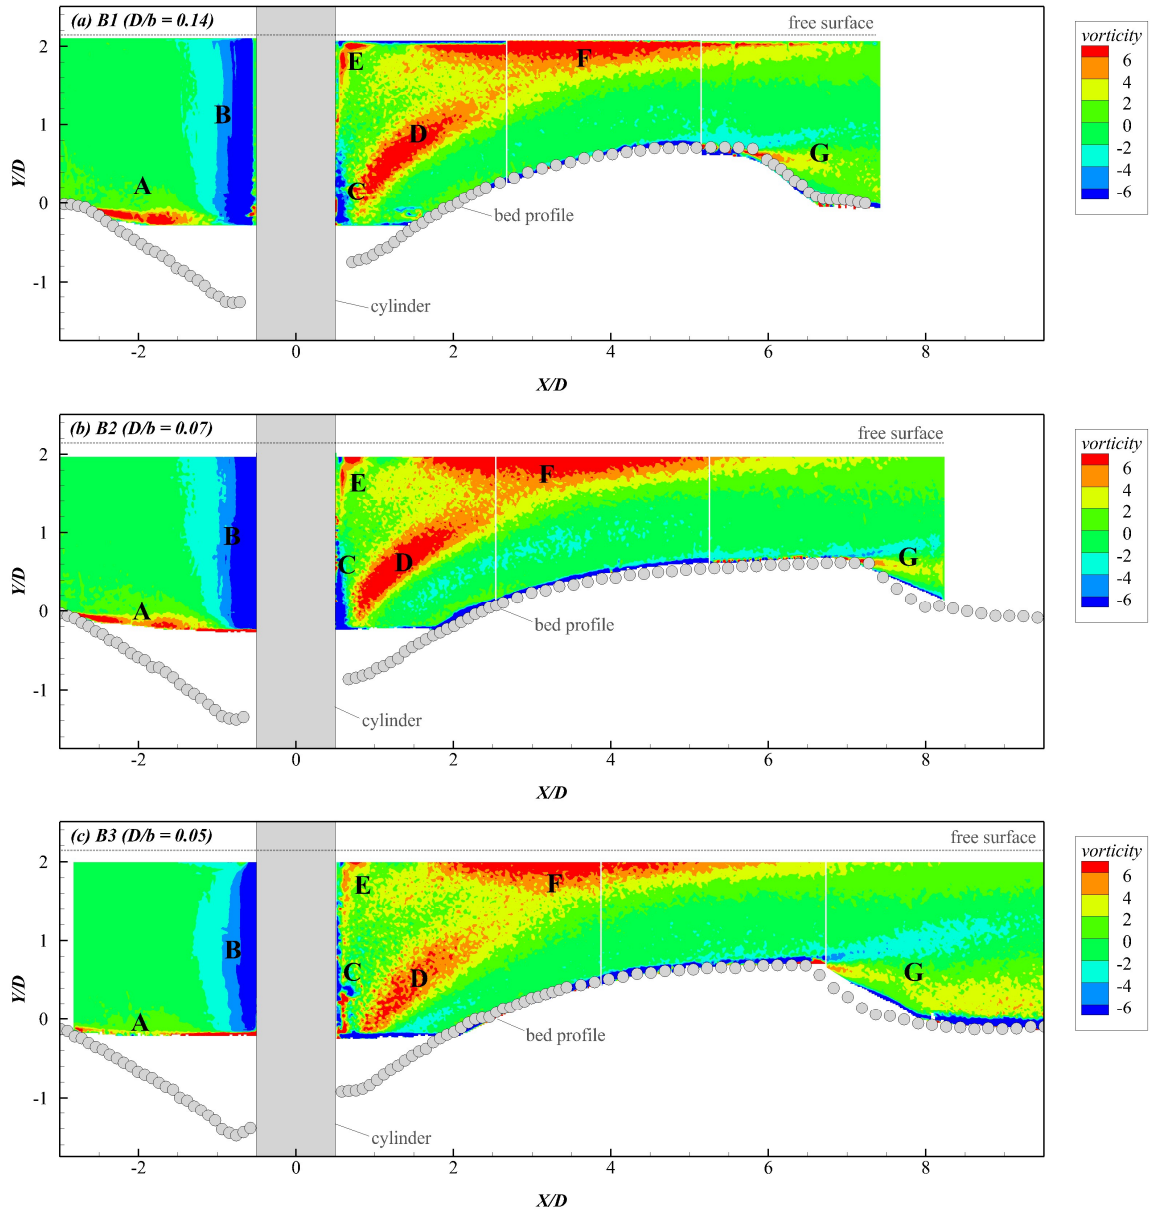 (a) B1 (D/b = 0.14)
free surface
vorticity
6
4
2
0
-2
-4
-6
2
1
0
-1
Y/D
A
B
C
D
E
F
G
bed profile
cylinder
-2
0
2
4
6
8
X/D
(b) B2 (D/b = 0.07)
free surface
vorticity
6
4
2
0
-2
-4
-6
2
1
0
-1
Y/D
A
B
C
D
E
F
G
bed profile
cylinder
-2
0
2
4
6
8
X/D
(c) B3 (D/b = 0.05)
free surface
vorticity
6
4
2
0
-2
-4
-6
2
1
0
-1
Y/D
A
B
C
D
E
F
G
bed profile
cylinder
-2
0
2
4
6
8
X/D